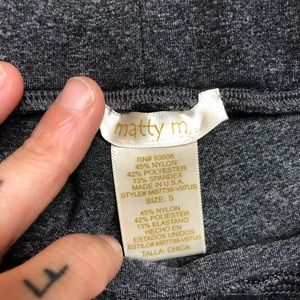 matty m
RN# 93608
45% NYLON
42% POLYESTER
13% SPANDEX
MADE IN U.S.A.
STYLE# MB7739-V97US
SIZE: S
45% NYLON
42% POLYESTER
13% ELASTANO
HECHO EN
ESTADOS UNIDOS
ESTILO# MB7739-V97US
TALLA: CHICA